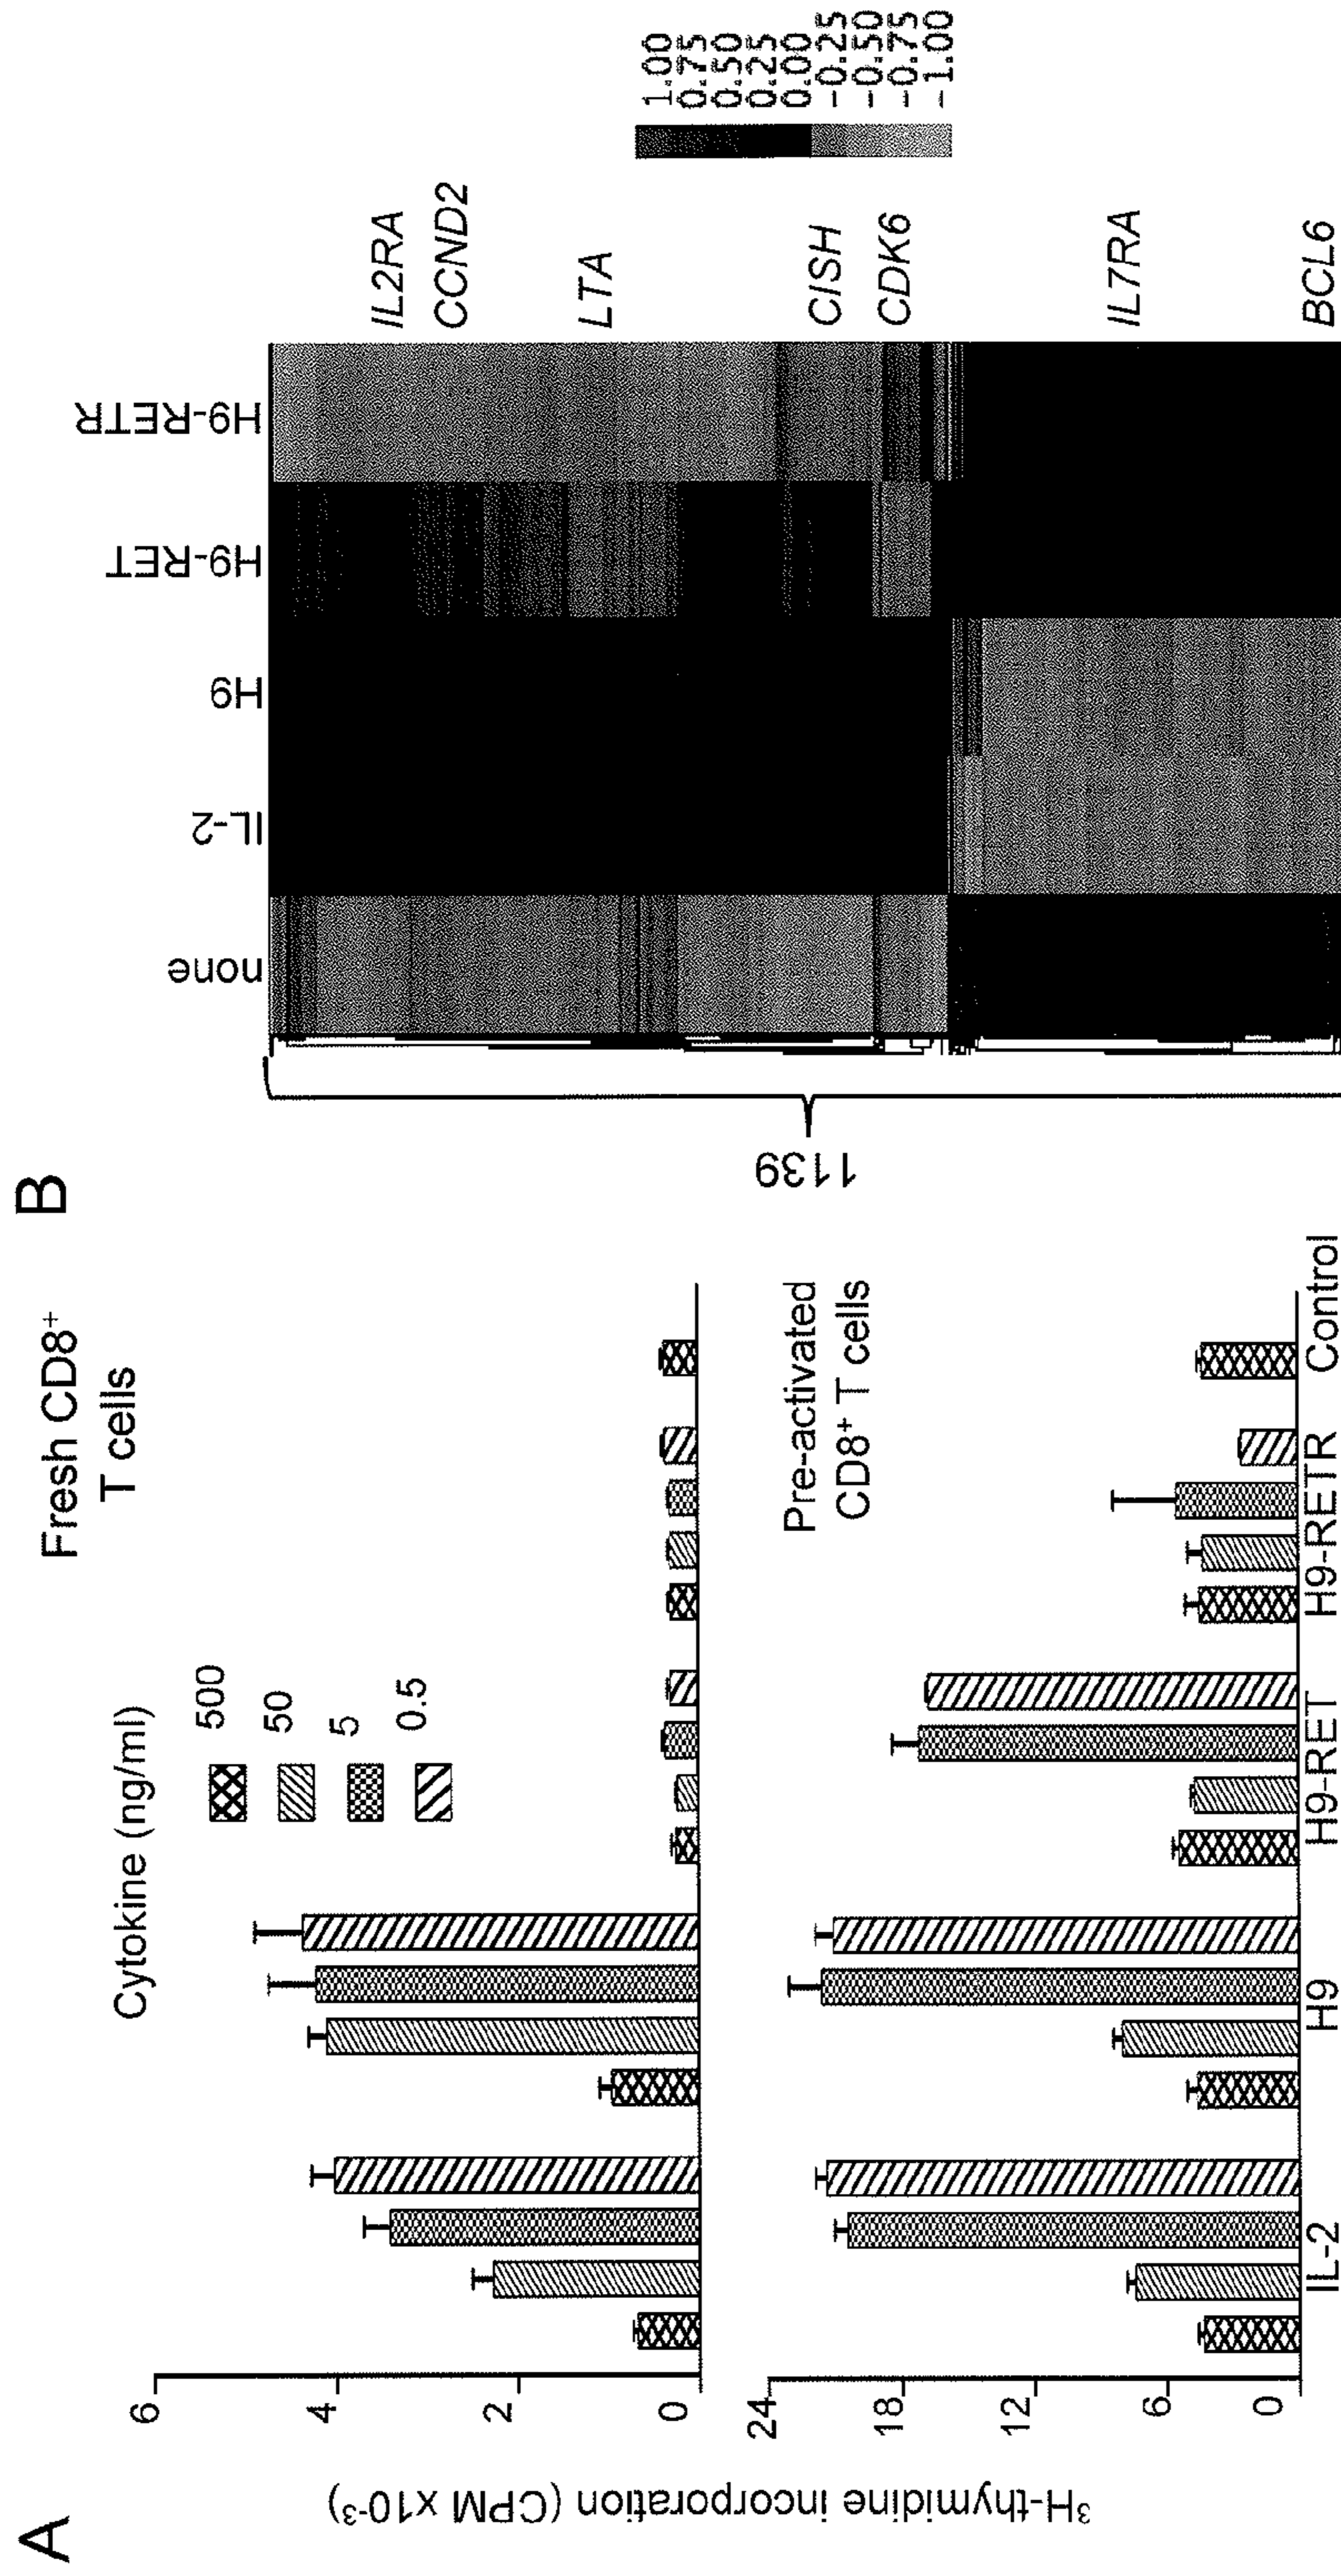 A
Fresh CD8⁺
T cells
Cytokine (ng/ml)
500
50
5
0.5
6
4
2
0
Pre-activated
CD8⁺ T cells
24
18
12
6
0
³H-thymidine incorporation (CPM x10⁻³)
IL-2
H9
H9-RET
H9-RETR
Control
B
none
IL-2
H9
H9-RET
H9-RETR
1139
IL2RA
CCND2
LTA
CISH
CDK6
IL7RA
BCL6
1.00
0.75
0.50
0.25
0.00
-0.25
-0.50
-0.75
-1.00